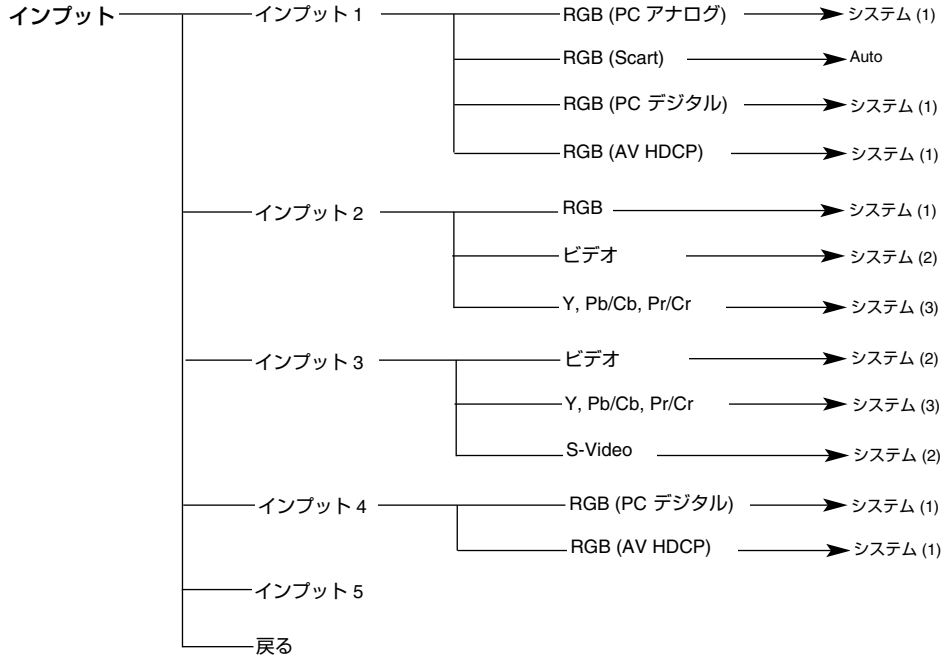 インプット
インプット 1
RGB (PC アナログ)
システム (1)
RGB (Scart)
Auto
RGB (PC デジタル)
システム (1)
RGB (AV HDCP)
システム (1)
インプット 2
RGB
システム (1)
ビデオ
システム (2)
Y, Pb/Cb, Pr/Cr
システム (3)
インプット 3
ビデオ
システム (2)
Y, Pb/Cb, Pr/Cr
システム (3)
S-Video
システム (2)
インプット 4
RGB (PC デジタル)
システム (1)
RGB (AV HDCP)
システム (1)
インプット 5
戻る